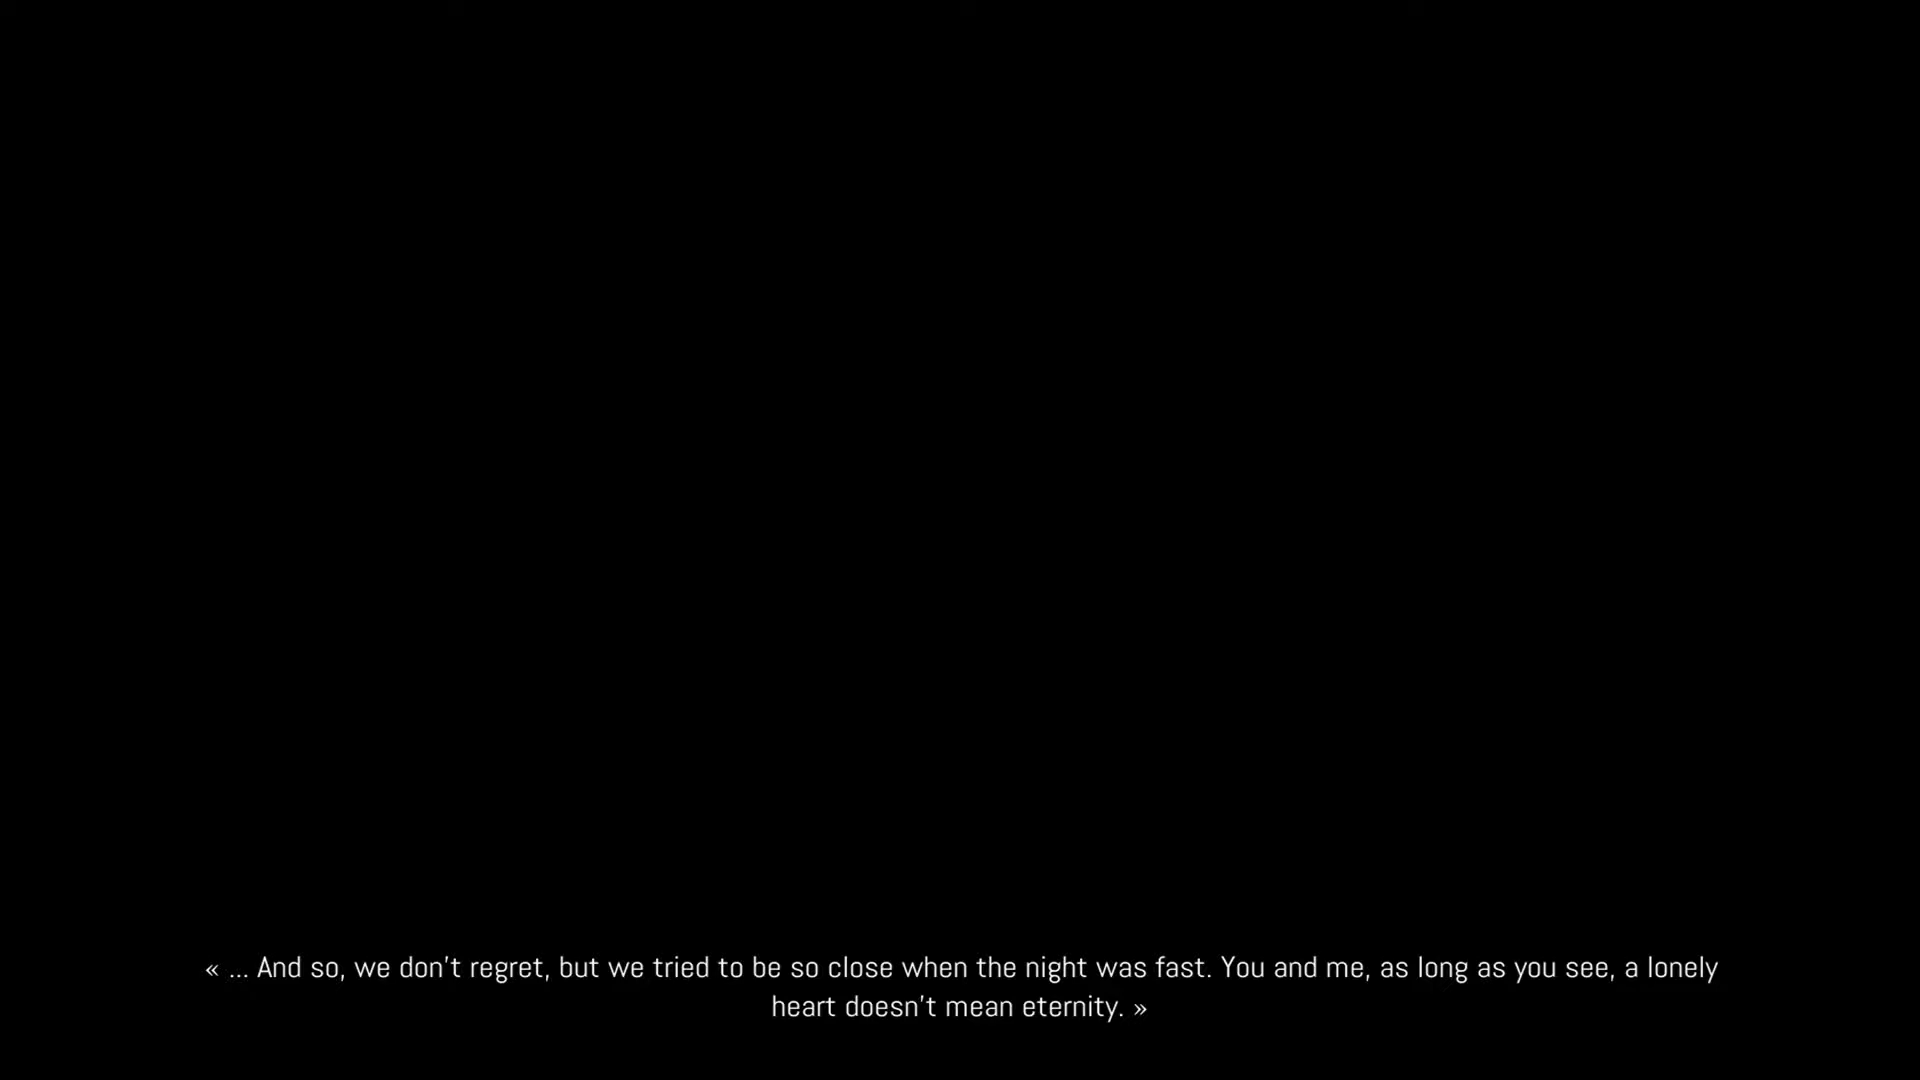 « ... And so, we don't regret, but we tried to be so close when the night was fast. You and me, as long as you see, a lonely
heart doesn't mean eternity. »